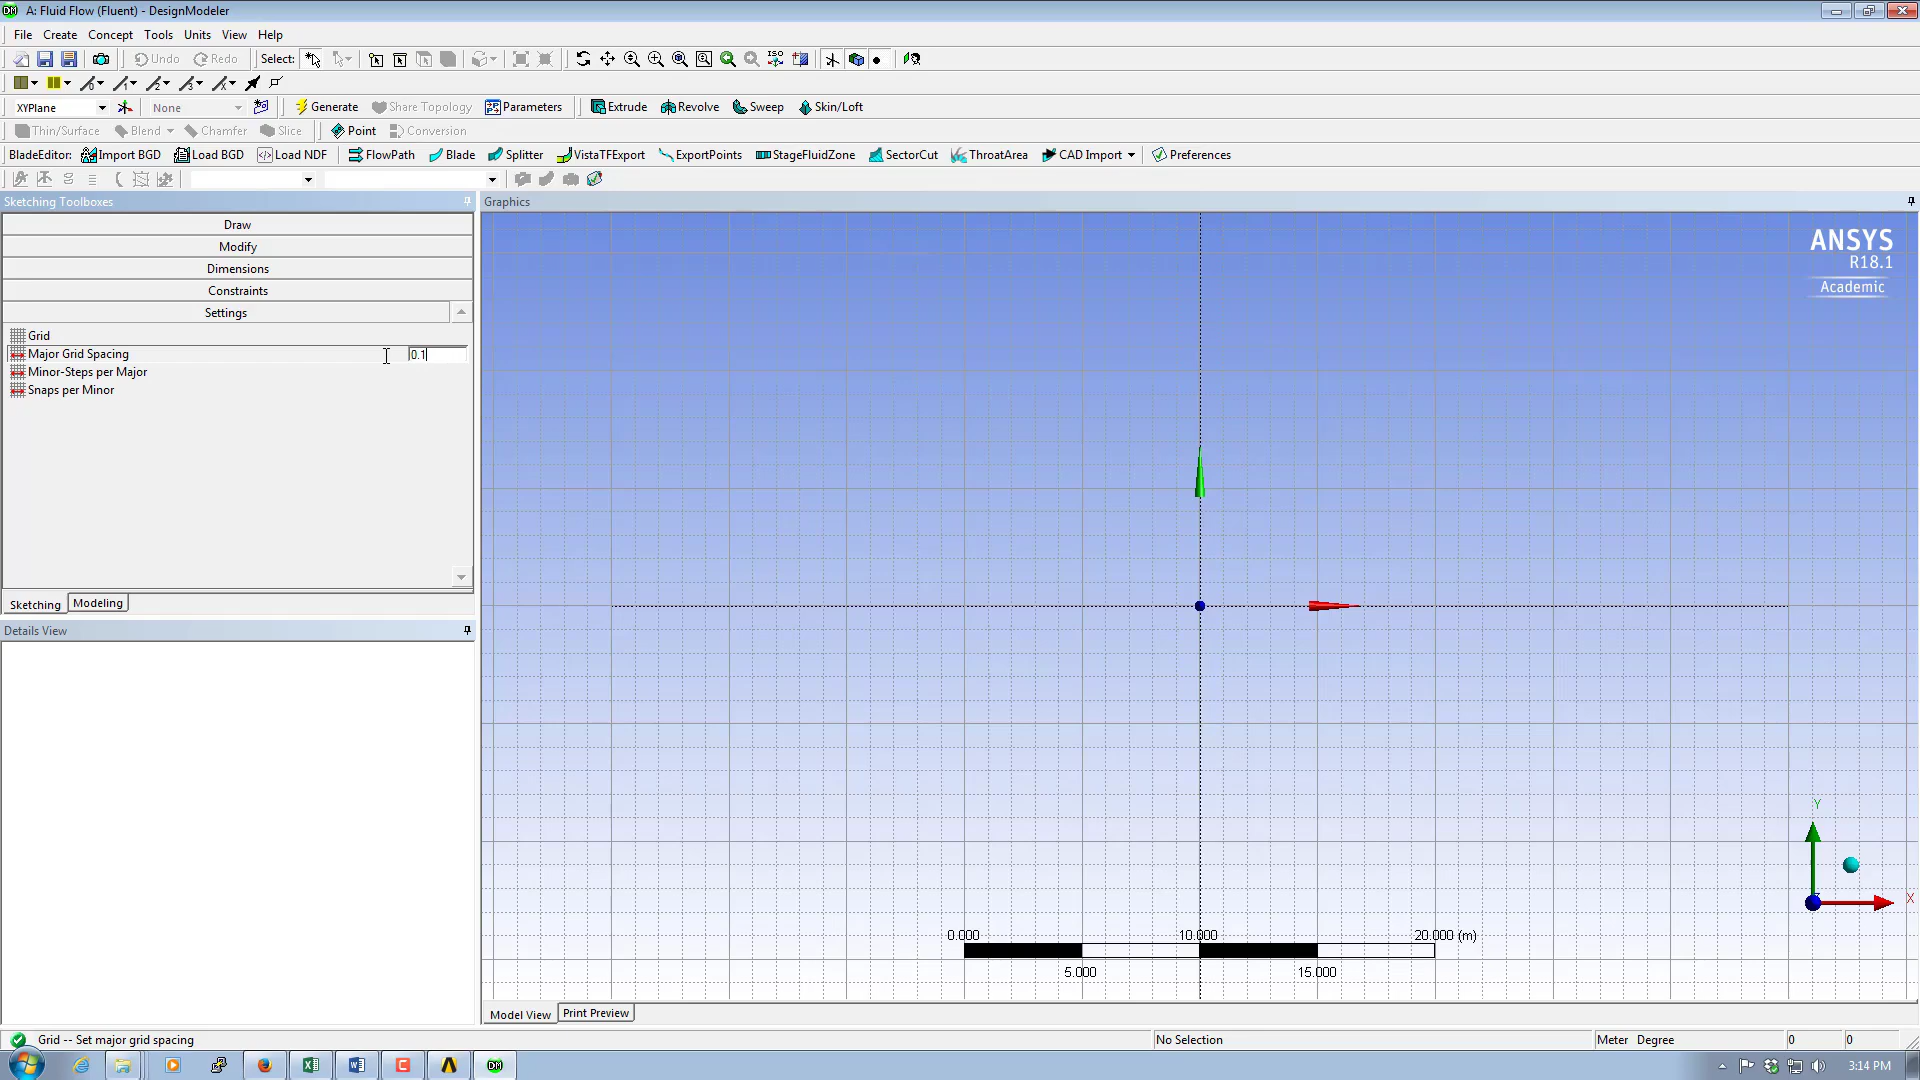 A: Fluid Flow (Fluent) - DesignModeler
File Create Concept Tools Units View Help
Undo Redo Select:
XYPlane None Generate Share Topology Parameters Extrude Revolve Sweep Skin/Loft
Thin/Surface Blend Chamfer Slice Point Conversion
BladeEditor: Import BGD Load BGD Load NDF FlowPath Blade Splitter VistaTFExport ExportPoints StageFluidZone SectorCut ThroatArea CAD Import Preferences
Sketching Toolboxes
Draw
Modify
Dimensions
Constraints
Settings
Grid
Major Grid Spacing 0.1
Minor-Steps per Major
Snaps per Minor
Sketching Modeling
Details View
Graphics
ANSYS
R18.1
Academic
Y
X
0.000 10.000 20.000 (m)
5.000 15.000
Model View Print Preview
Grid -- Set major grid spacing No Selection Meter Degree 0 0
3:14 PM